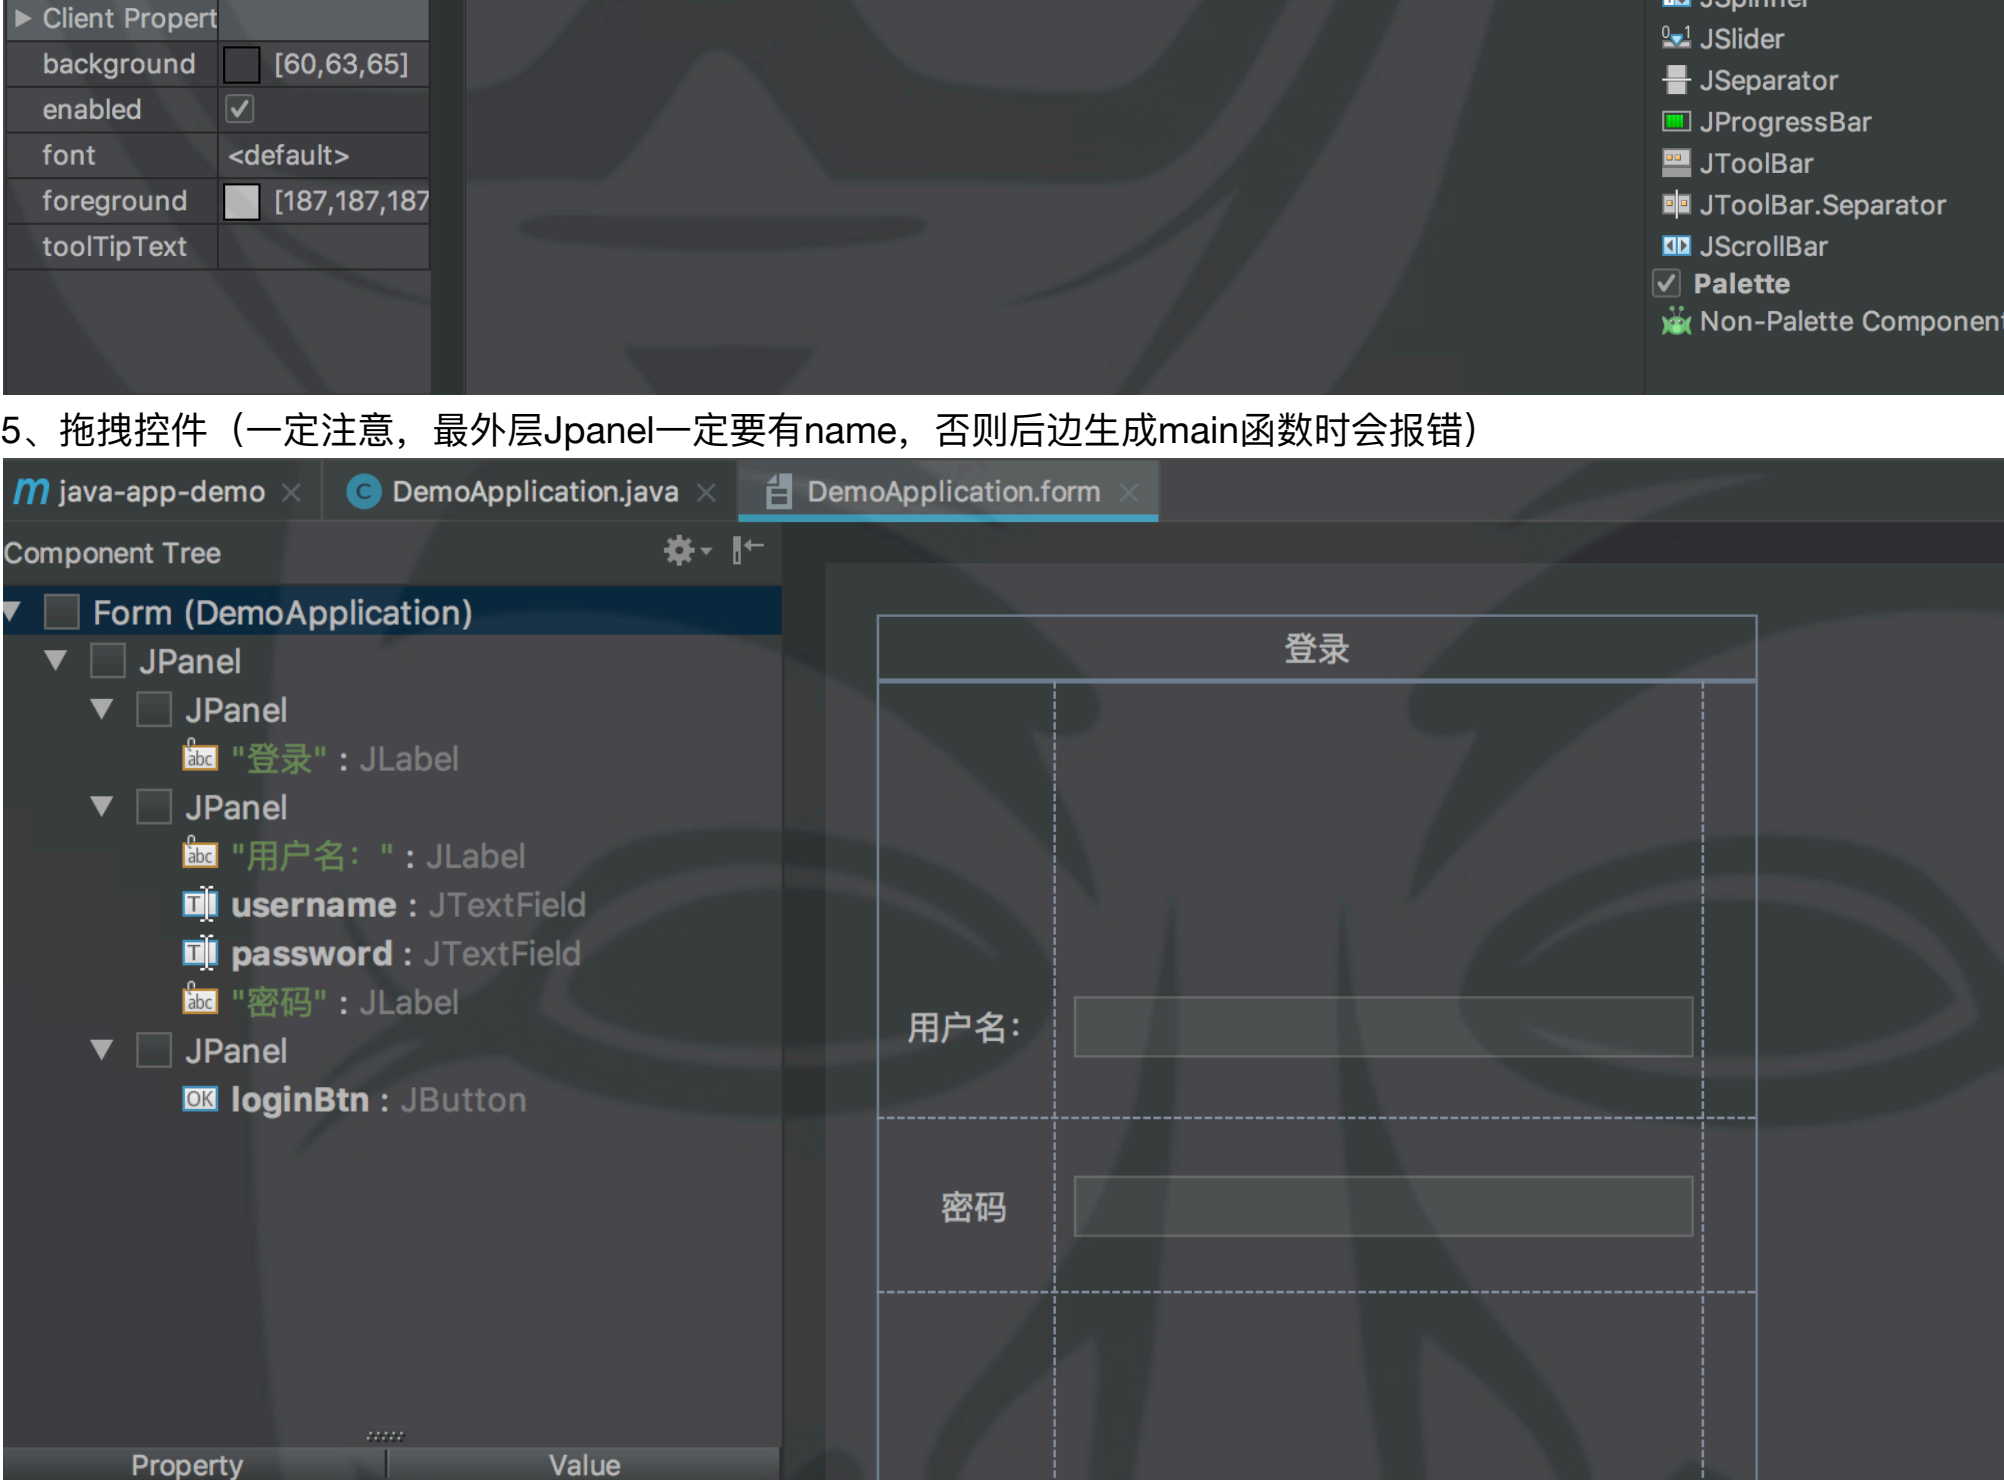 Client Propert
background [60,63,65]
enabled
font <default>
foreground [187,187,187
toolTipText
JSpinner
JSlider
JSeparator
JProgressBar
JToolBar
JToolBar.Separator
JScrollBar
Palette
Non-Palette Component
5、拖拽控件（一定注意，最外层Jpanel一定要有name，否则后边生成main函数时会报错）
java-app-demo DemoApplication.java DemoApplication.form
Component Tree
Form (DemoApplication)
JPanel
JPanel
"登录" : JLabel
JPanel
"用户名：" : JLabel
username : JTextField
password : JTextField
"密码" : JLabel
JPanel
loginBtn : JButton
Property Value
登录
用户名：
密码